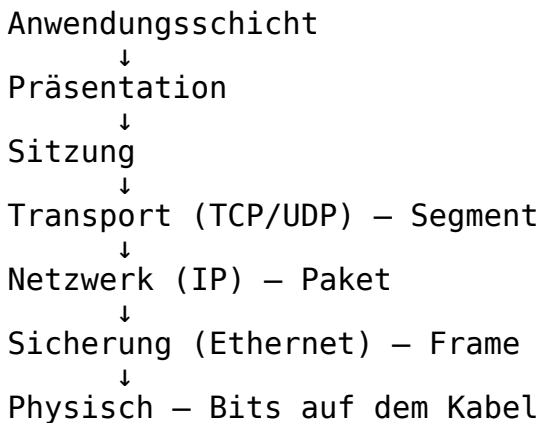 Anwendungsschicht
↓
Präsentation
↓
Sitzung
↓
Transport (TCP/UDP) – Segment
↓
Netzwerk (IP) – Paket
↓
Sicherung (Ethernet) – Frame
↓
Physisch – Bits auf dem Kabel